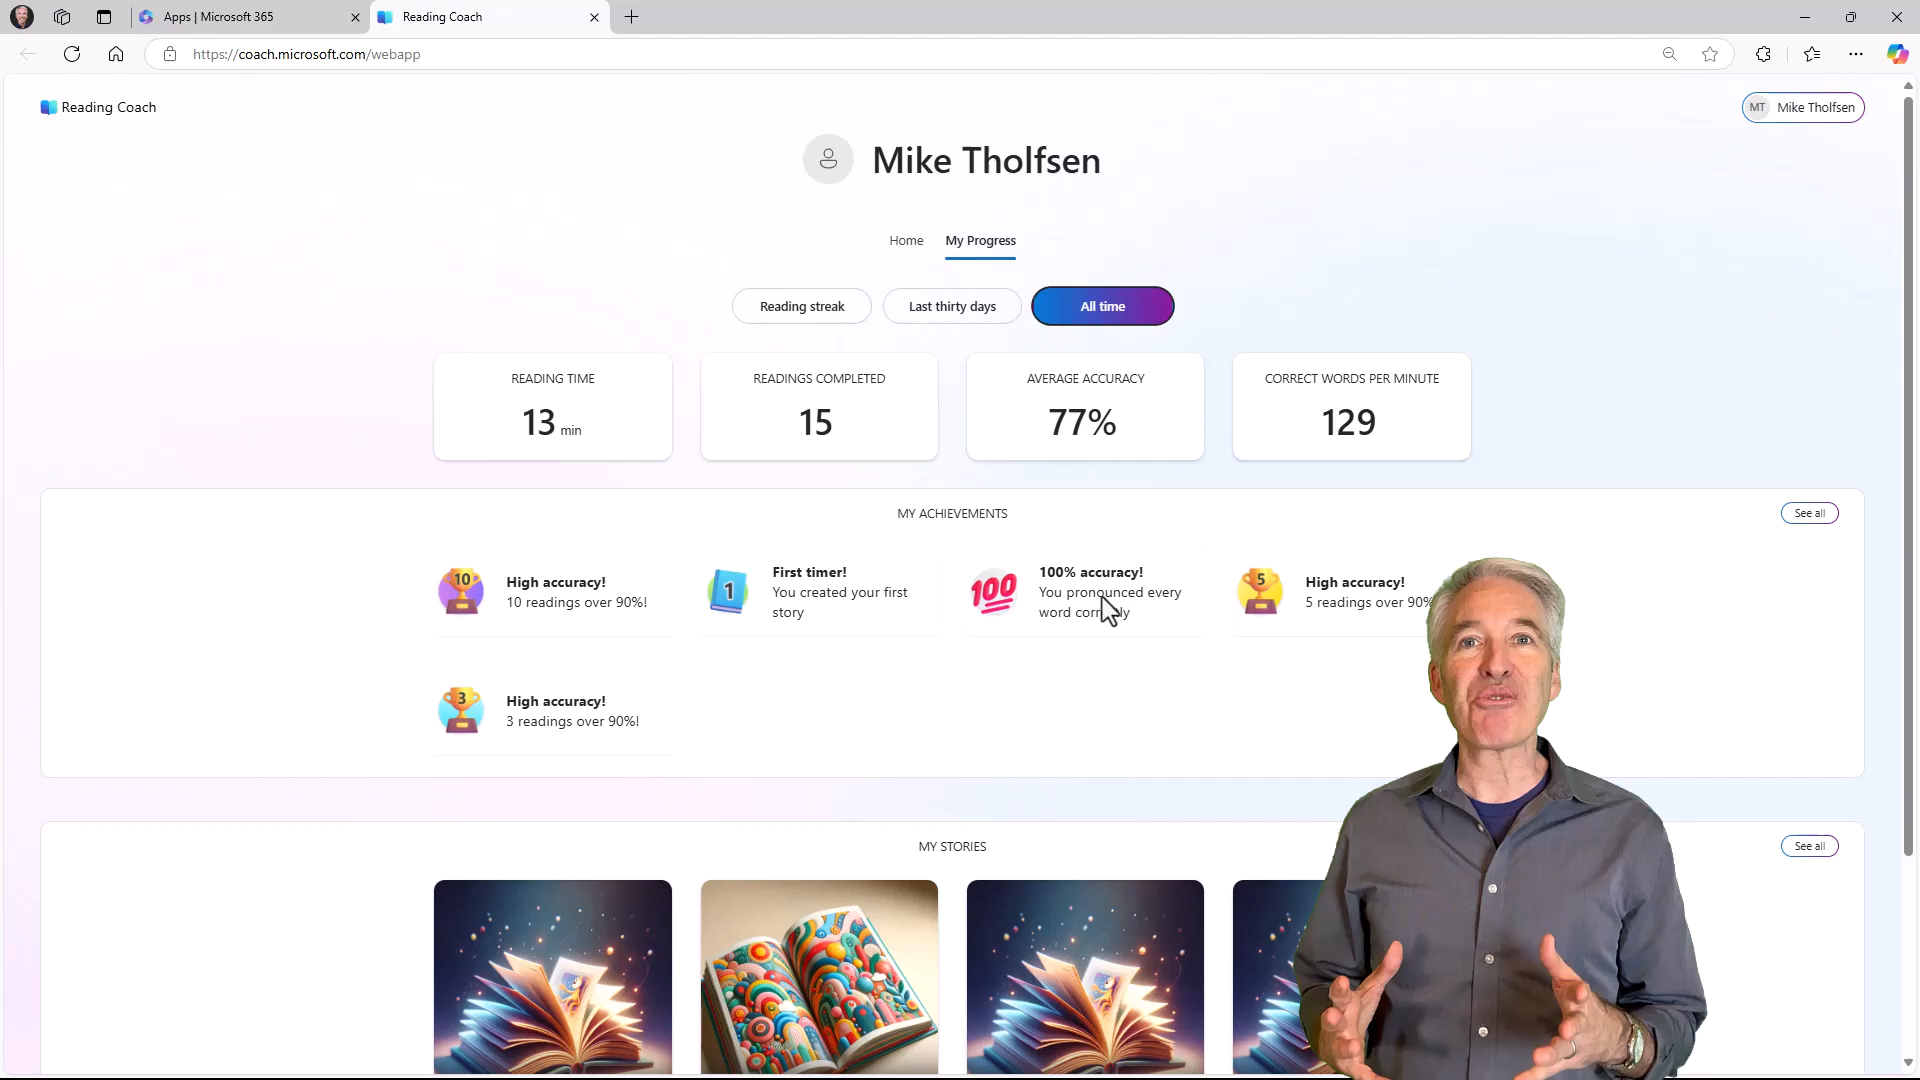 Apps | Microsoft 365
Reading Coach
https://coach.microsoft.com/webapp
Reading Coach
MT Mike Tholfsen
Mike Tholfsen
Home
My Progress
Reading streak
Last thirty days
All time
READING TIME
13 min
READINGS COMPLETED
15
AVERAGE ACCURACY
77%
CORRECT WORDS PER MINUTE
129
MY ACHIEVEMENTS
See all
10
High accuracy!
10 readings over 90%!
1
First timer!
You created your first
story
100
100% accuracy!
You pronounced every
word
5
High accuracy!
5 readings over 90%
3
High accuracy!
3 readings over 90%!
MY STORIES
See all